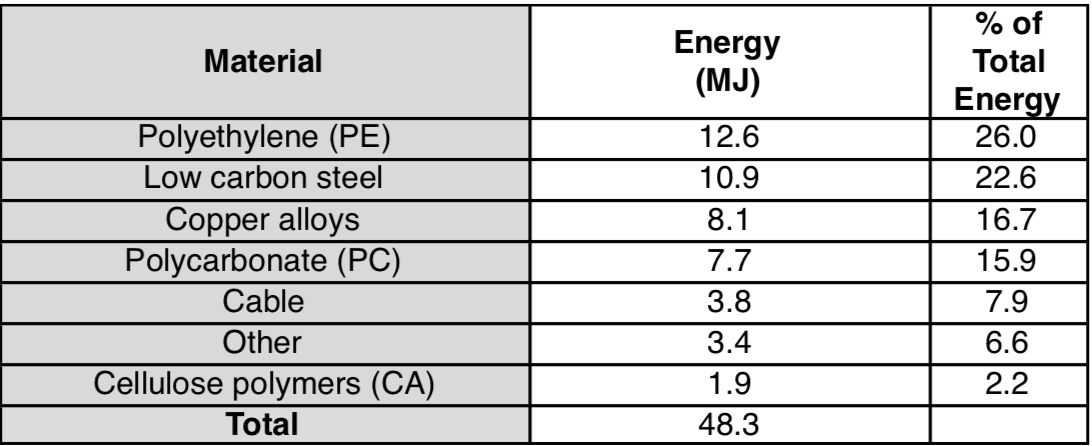 Material Energy (MJ) % of Total Energy
Polyethylene (PE) 12.6 26.0
Low carbon steel 10.9 22.6
Copper alloys 8.1 16.7
Polycarbonate (PC) 7.7 15.9
Cable 3.8 7.9
Other 3.4 6.6
Cellulose polymers (CA) 1.9 2.2
Total 48.3